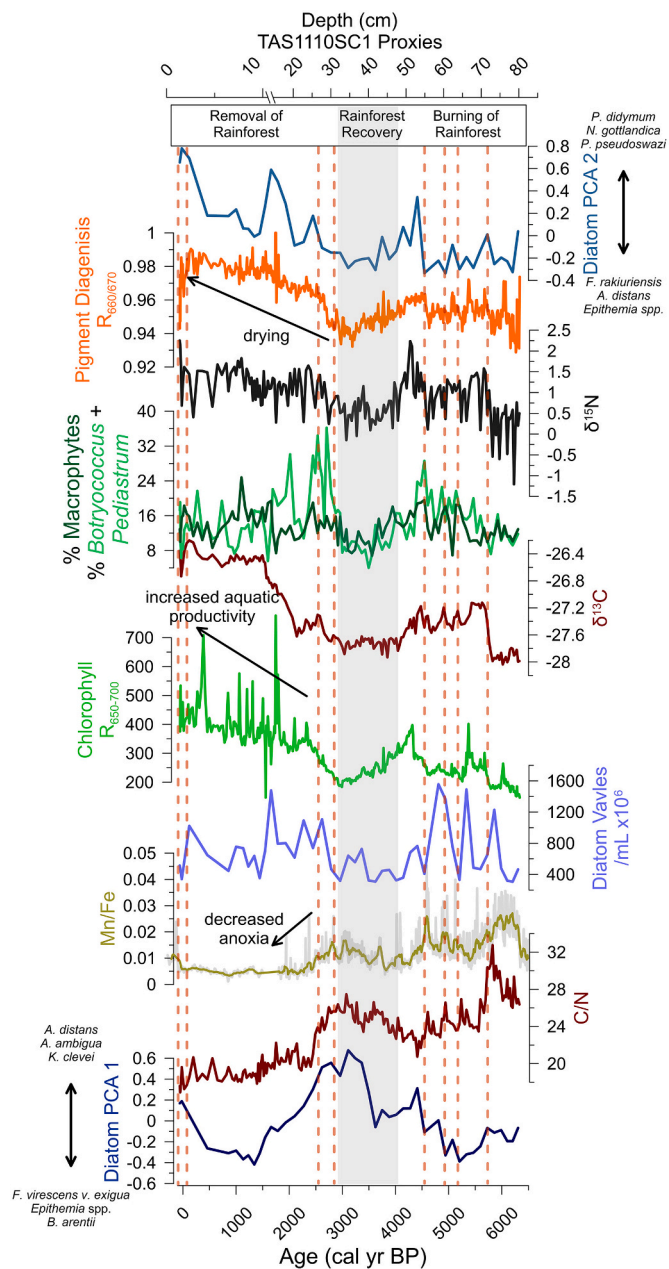 Depth (cm)
TAS1110SC1 Proxies
0 10 20 30 40 50 60 70 80
Removal of
Rainforest
Rainforest
Recovery
Burning of
Rainforest
P. didymum
N. gottlandica
P. pseudoswazi
Diatom PCA 2
0.8
0.6
0.4
0.2
0
-0.2
-0.4
F. rakiuriensis
A. distans
Epithemia spp.
Pigment Diagenisis
R660/670
1
0.98
0.96
0.94
0.92
drying
2.5
2
1.5
1
0.5
0
-0.5
-1
-1.5
δ15N
% Macrophytes +
% Botryococcus
Pediastrum
40
32
24
16
8
-26.4
-26.8
-27.2
-27.6
-28
δ13C
increased aquatic
productivity
Chlorophyll
R650-700
700
600
500
400
300
200
1600
1200
800
400
Diatom Vavles
/mL x106
Mn/Fe
0.05
0.04
0.03
0.02
0.01
0
decreased
anoxia
32
28
24
20
C/N
A. distans
A. ambigua
K. clevei
Diatom PCA 1
0.6
0.4
0.2
0
-0.2
-0.4
-0.6
F. virescens v. exigua
Epithemia spp.
B. arentii
0 1000 2000 3000 4000 5000 6000
Age (cal yr BP)